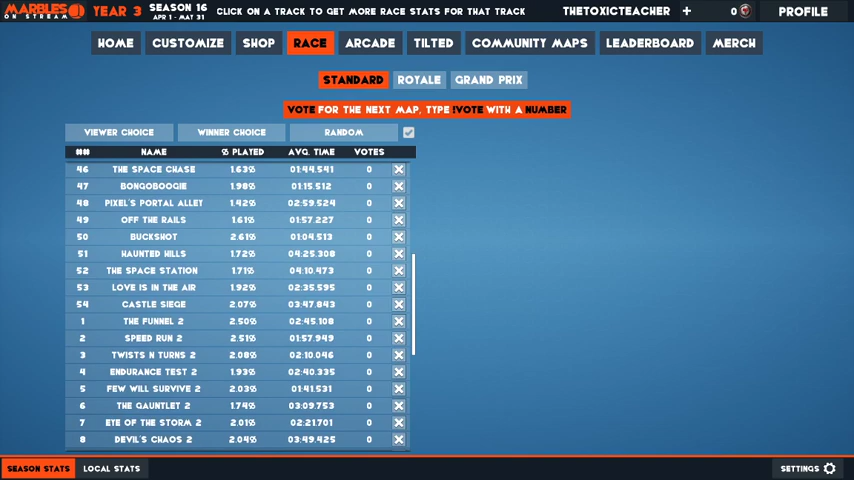 MARBLES ON STREAM YEAR 3 SEASON 16 APR 1 - MAY 31 CLICK ON A TRACK TO GET MORE RACE STATS FOR THAT TRACK THETOXICTEACHER + 0 PROFILE
HOME CUSTOMIZE SHOP RACE ARCADE TILTED COMMUNITY MAPS LEADERBOARD MERCH
STANDARD ROYALE GRAND PRIX
VOTE FOR THE NEXT MAP, TYPE !VOTE WITH A NUMBER
VIEWER CHOICE WINNER CHOICE RANDOM
## NAME % PLAYED AVG. TIME VOTES
46 THE SPACE CHASE 1.63% 01:44.541 0
47 BONGOBOOGIE 1.98% 01:15.512 0
48 PIXEL'S PORTAL ALLEY 1.42% 02:59.524 0
49 OFF THE RAILS 1.61% 01:57.227 0
50 BUCKSHOT 2.61% 01:04.513 0
51 HAUNTED HILLS 1.72% 04:25.308 0
52 THE SPACE STATION 1.71% 04:10.473 0
53 LOVE IS IN THE AIR 1.92% 02:35.595 0
54 CASTLE SIEGE 2.07% 03:47.843 0
1 THE FUNNEL 2 2.50% 02:45.108 0
2 SPEED RUN 2 2.51% 01:57.949 0
3 TWISTS N TURNS 2 2.08% 02:10.046 0
4 ENDURANCE TEST 2 1.93% 02:40.335 0
5 FEW WILL SURVIVE 2 2.03% 01:41.531 0
6 THE GAUNTLET 2 1.74% 03:09.753 0
7 EYE OF THE STORM 2 2.01% 02:21.701 0
8 DEVIL'S CHAOS 2 2.04% 03:49.425 0
SEASON STATS LOCAL STATS SETTINGS